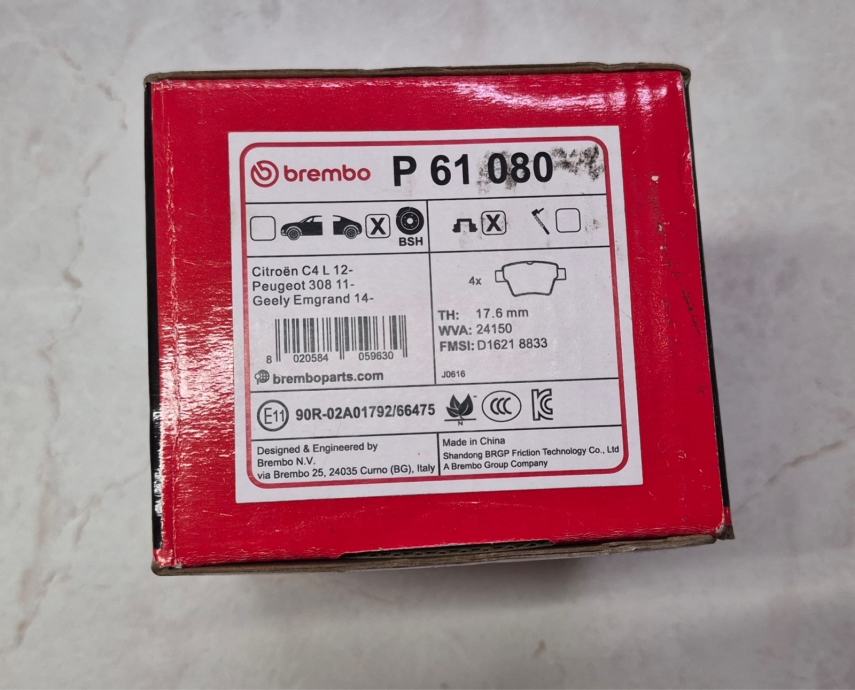 brembo P 61 080
X BSH X
Citroën C4 L 12-
Peugeot 308 11-
Geely Emgrand 14-
4x
TH: 17.6 mm
WVA: 24150
FMSI: D1621 8833
8 020584 059630
bremboparts.com
J0616
E11 90R-02A01792/66475 N CCC KC
Designed & Engineered by
Brembo N.V.
via Brembo 25, 24035 Curno (BG), Italy
Made in China
Shandong BRGP Friction Technology Co., Ltd
A Brembo Group Company